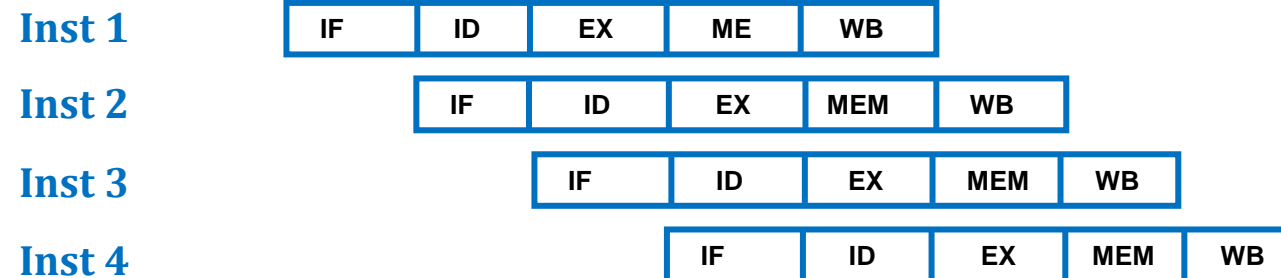 Inst 1 IF ID EX ME WB
Inst 2 IF ID EX MEM WB
Inst 3 IF ID EX MEM WB
Inst 4 IF ID EX MEM WB